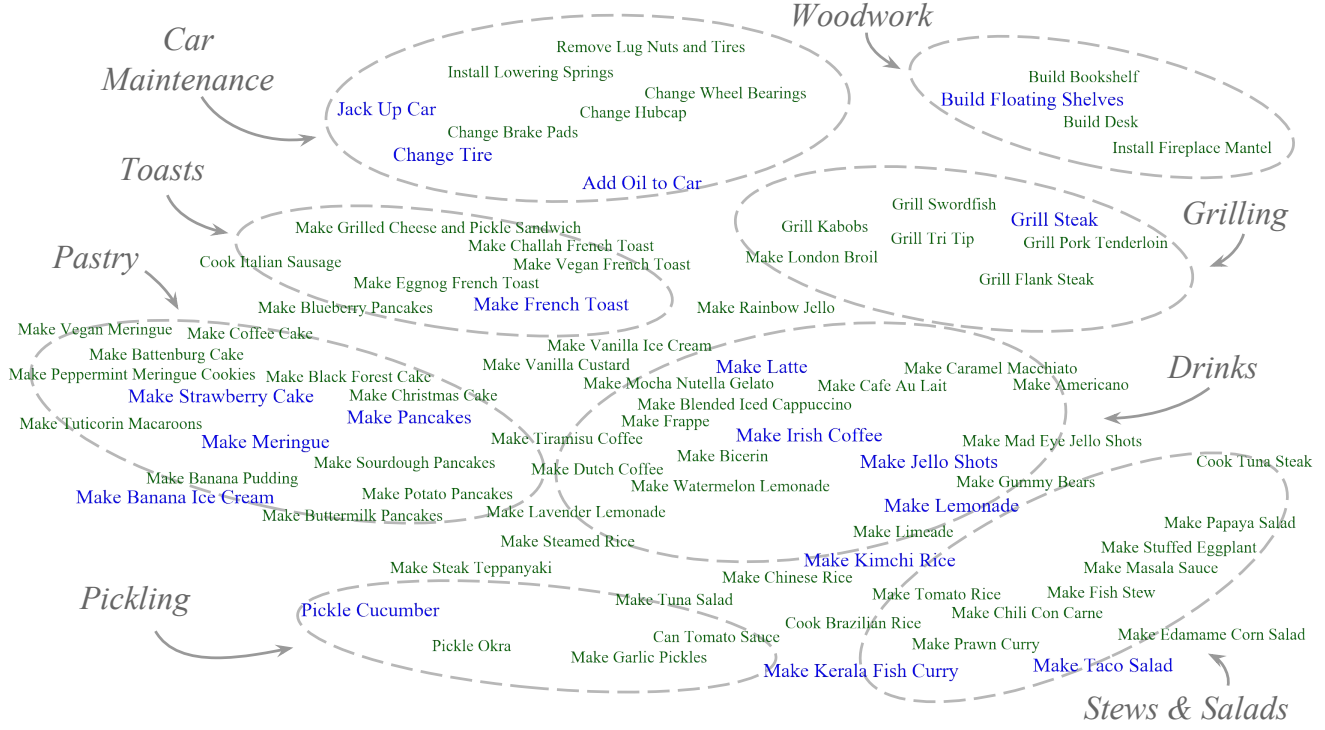 Woodwork
Car
Maintenance
Remove Lug Nuts and Tires
Install Lowering Springs
Change Wheel Bearings
Jack Up Car
Change Hubcap
Change Brake Pads
Change Tire
Add Oil to Car
Build Bookshelf
Build Floating Shelves
Build Desk
Install Fireplace Mantel
Toasts
Make Grilled Cheese and Pickle Sandwich
Make Challah French Toast
Cook Italian Sausage
Make Vegan French Toast
Make Eggnog French Toast
Make French Toast
Make Blueberry Pancakes
Grilling
Grill Swordfish
Grill Steak
Grill Kabobs
Grill Tri Tip
Grill Pork Tenderloin
Make London Broil
Grill Flank Steak
Make Rainbow Jello
Pastry
Make Vegan Meringue
Make Coffee Cake
Make Battenburg Cake
Make Peppermint Meringue Cookies
Make Black Forest Cake
Make Strawberry Cake
Make Christmas Cake
Make Pancakes
Make Tuticorin Macaroons
Make Meringue
Make Sourdough Pancakes
Make Banana Pudding
Make Banana Ice Cream
Make Potato Pancakes
Make Buttermilk Pancakes
Drinks
Make Vanilla Ice Cream
Make Vanilla Custard
Make Latte
Make Caramel Macchiato
Make Mocha Nutella Gelato
Make Cafe Au Lait
Make Americano
Make Blended Iced Cappuccino
Make Frappe
Make Tiramisu Coffee
Make Irish Coffee
Make Mad Eye Jello Shots
Make Bicerin
Make Jello Shots
Make Dutch Coffee
Make Watermelon Lemonade
Make Gummy Bears
Make Lavender Lemonade
Make Lemonade
Make Limeade
Make Steamed Rice
Make Kimchi Rice
Make Steak Teppanyaki
Make Chinese Rice
Pickling
Pickle Cucumber
Make Tuna Salad
Pickle Okra
Can Tomato Sauce
Make Garlic Pickles
Cook Tuna Steak
Make Papaya Salad
Make Stuffed Eggplant
Make Masala Sauce
Make Tomato Rice
Make Fish Stew
Make Chili Con Carne
Cook Brazilian Rice
Make Prawn Curry
Make Edamame Corn Salad
Make Kerala Fish Curry
Make Taco Salad
Stews & Salads